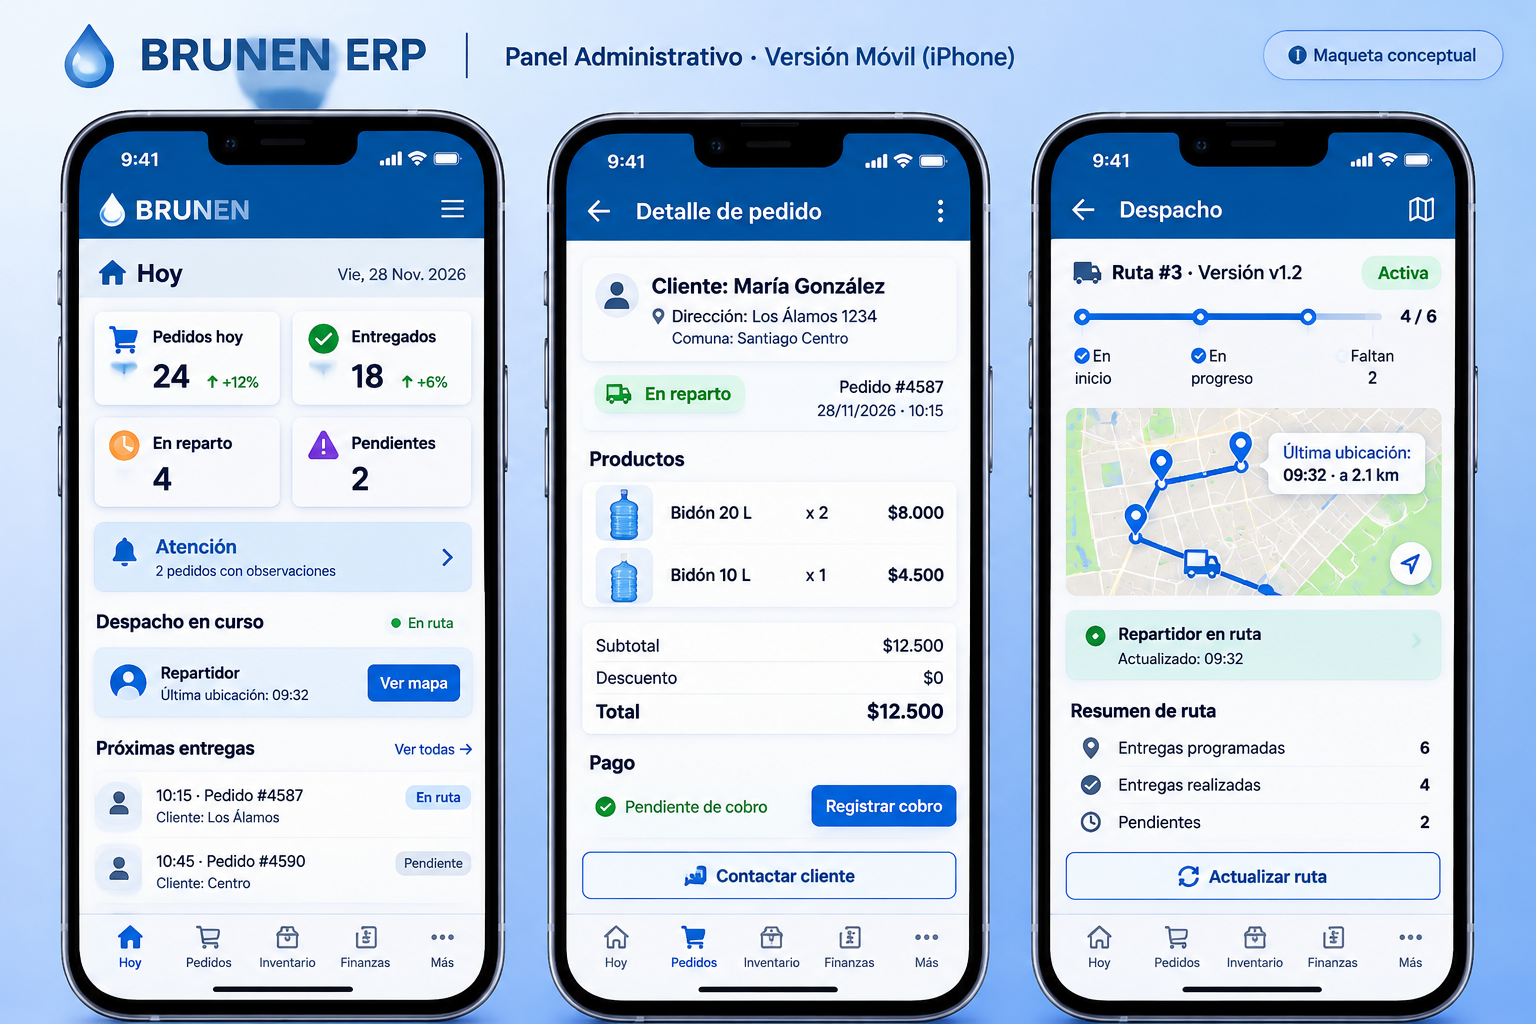 BRUNEN ERP
Panel Administrativo · Versión Móvil (iPhone)
Maqueta conceptual
9:41
BRUNEN
Hoy
Vie, 28 Nov. 2026
Pedidos hoy
24 ↑ +12%
Entregados
18 ↑ +6%
En reparto
4
Pendientes
2
Atención
2 pedidos con observaciones
Despacho en curso
En ruta
Repartidor
Última ubicación: 09:32
Ver mapa
Próximas entregas
Ver todas →
10:15 · Pedido #4587
Cliente: Los Álamos
En ruta
10:45 · Pedido #4590
Cliente: Centro
Pendiente
Hoy
Pedidos
Inventario
Finanzas
Más
9:41
Detalle de pedido
Cliente: María González
Dirección: Los Álamos 1234
Comuna: Santiago Centro
En reparto
Pedido #4587
28/11/2026 · 10:15
Productos
Bidón 20 L x 2 $8.000
Bidón 10 L x 1 $4.500
Subtotal $12.500
Descuento $0
Total $12.500
Pago
Pendiente de cobro
Registrar cobro
Contactar cliente
Hoy
Pedidos
Inventario
Finanzas
Más
9:41
Despacho
Ruta #3 · Versión v1.2
Activa
4 / 6
En
inicio
En
progreso
Faltan
2
Última ubicación:
09:32 · a 2.1 km
Repartidor en ruta
Actualizado: 09:32
Resumen de ruta
Entregas programadas 6
Entregas realizadas 4
Pendientes 2
Actualizar ruta
Hoy
Pedidos
Inventario
Finanzas
Más